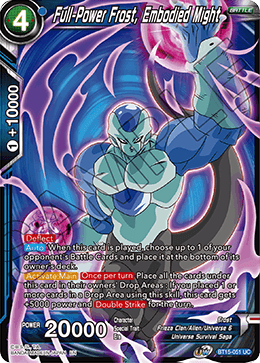 Full-Power Frost, Embodied Might
BATTLE
4
+10000
Deflect
Auto When this card is played, choose up to 1 of your
opponent's Battle Cards and place it at the bottom of its
owner's deck.
Activate Main Once per turn Place all the cards under
this card in their owners' Drop Areas : If you placed 1 or
more cards in a Drop Area using this skill, this card gets
+5000 power and Double Strike for the turn.
POWER 20000
Character Frost
Special Trait Frieza Clan/Alien/Universe 6
Era Universe Survival Saga
BT15-051 UC